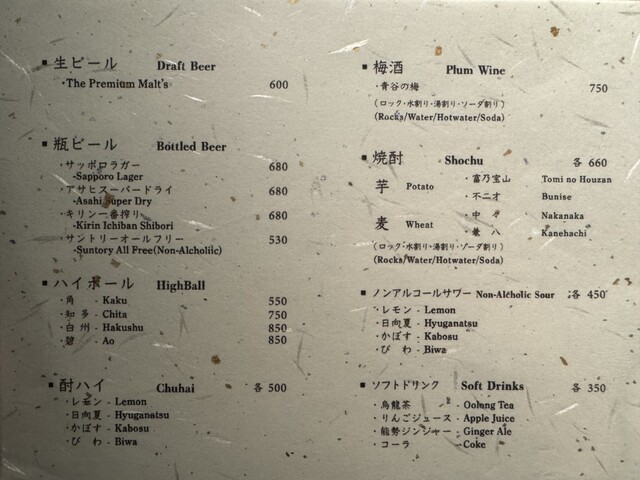 ▪生ビール Draft Beer
・The Premium Malt's 600
▪瓶ビール Bottled Beer
・サッポロラガー 680
-Sapporo Lager
・アサヒスーパードライ 680
-Asahi Super Dry
・キリン一番搾り 680
-Kirin Ichiban Shibori
・サントリーオールフリー 530
-Suntory All Free(Non-Alcholiic)
▪ハイボール HighBall
・角 - Kaku 550
・知多 - Chita 750
・白州 - Hakushu 850
・碧 - Ao 850
▪酎ハイ Chuhai 各 500
・レモン - Lemon
・日向夏 - Hyuganatsu
・かぼす - Kabosu
・びわ - Biwa
▪梅酒 Plum Wine
・青谷の梅 750
(ロック・水割り・湯割り・ソーダ割り)
(Rocks/Water/Hotwater/Soda)
▪焼酎 Shochu 各 660
芋 Potato ・富乃宝山 Tomi no Houzan
・不二才 Bunise
麦 Wheat ・中々 Nakanaka
・兼八 Kanehachi
(ロック・水割り・湯割り・ソーダ割り)
(Rocks/Water/Hotwater/Soda)
▪ノンアルコールサワー Non-Alcholic Sour 各 450
・レモン - Lemon
・日向夏 - Hyuganatsu
・かぼす - Kabosu
・びわ - Biwa
▪ソフトドリンク Soft Drinks 各 350
・烏龍茶 - Oolong Tea
・りんごジュース - Apple Juice
・能勢ジンジャー - Ginger Ale
・コーラ - Coke